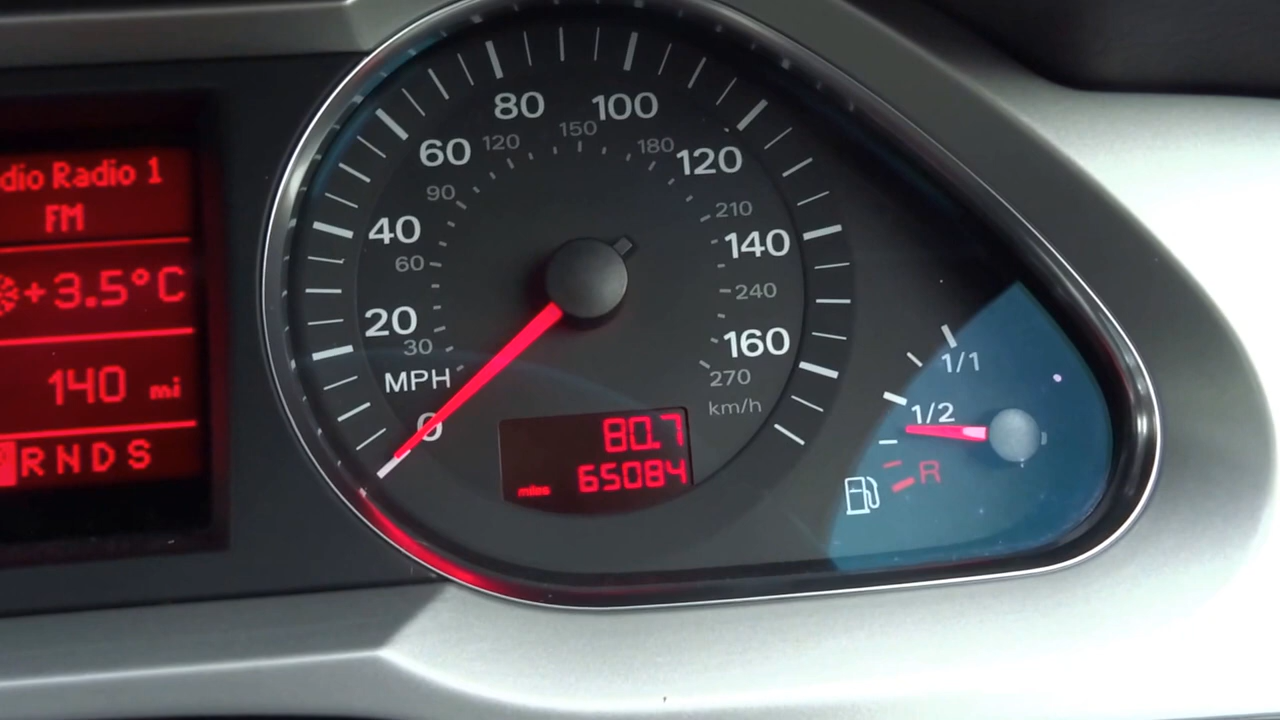 dio Radio 1
FM
+3.5°C
140 mi
R N D S
0
20
40
60
80
100
120
140
160
MPH
30
60
90
120
150
180
210
240
270
km/h
80.7
miles 65084
1/1
1/2
R